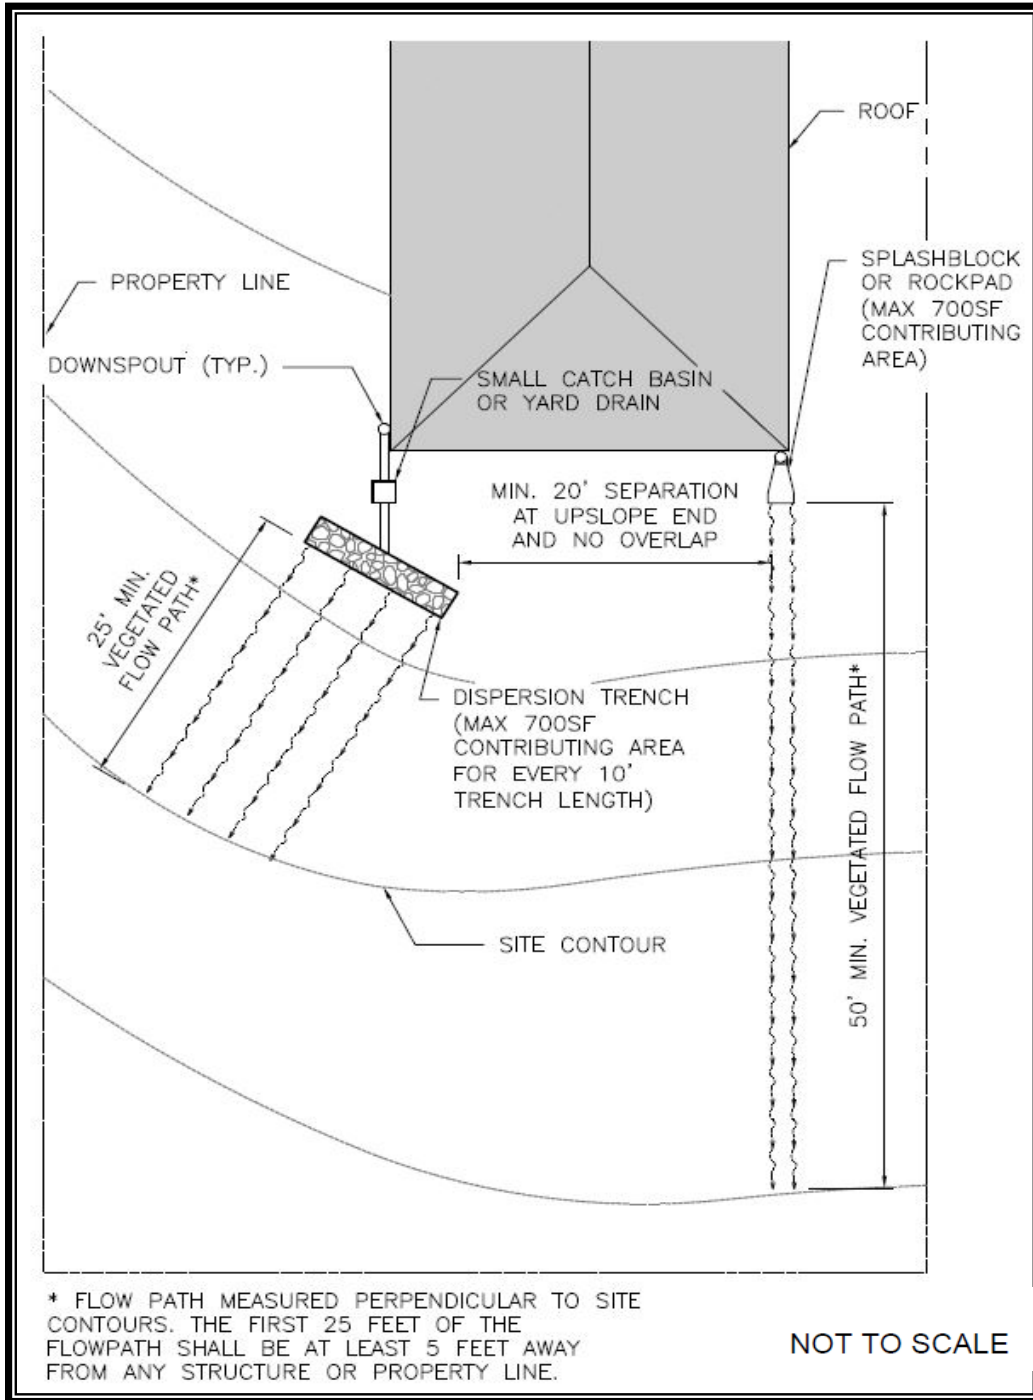 ROOF
SPLASHBLOCK
OR ROCKPAD
(MAX 700SF
CONTRIBUTING
AREA)
PROPERTY LINE
DOWNSPOUT (TYP.)
SMALL CATCH BASIN
OR YARD DRAIN
MIN. 20' SEPARATION
AT UPSLOPE END
AND NO OVERLAP
25' MIN.
VEGETATED
FLOW PATH*
DISPERSION TRENCH
(MAX 700SF
CONTRIBUTING AREA
FOR EVERY 10'
TRENCH LENGTH)
50' MIN. VEGETATED FLOW PATH*
SITE CONTOUR
* FLOW PATH MEASURED PERPENDICULAR TO SITE
CONTOURS. THE FIRST 25 FEET OF THE
FLOWPATH SHALL BE AT LEAST 5 FEET AWAY
FROM ANY STRUCTURE OR PROPERTY LINE.
NOT TO SCALE